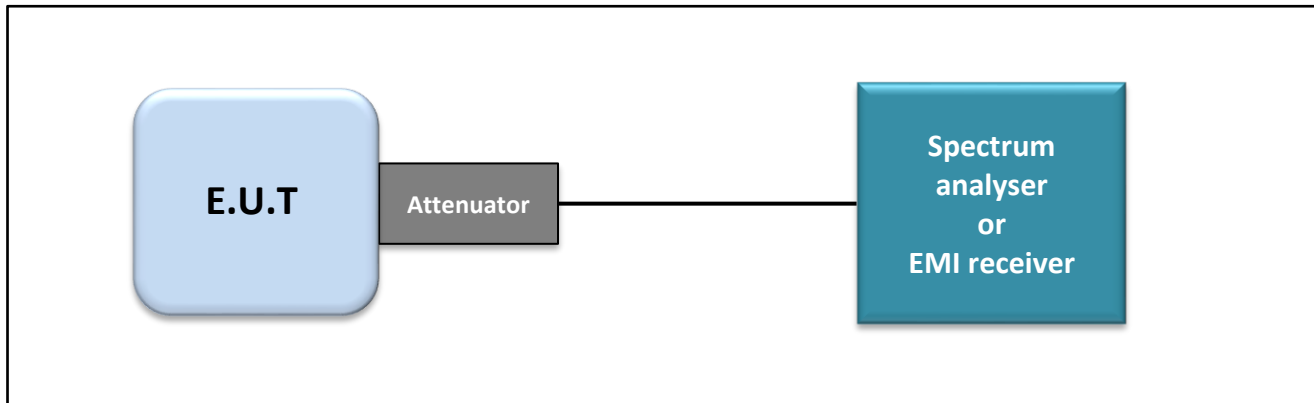 E.U.T
Attenuator
Spectrum
analyser
or
EMI receiver